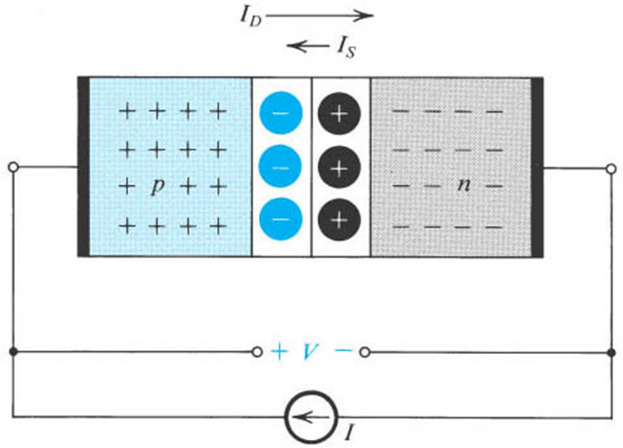 I_D
I_S
+ + + + − + − − − −
+ + + + − + − − − −
+ p + + − + − − n −
+ + + + − + − − − −
+ V −
I